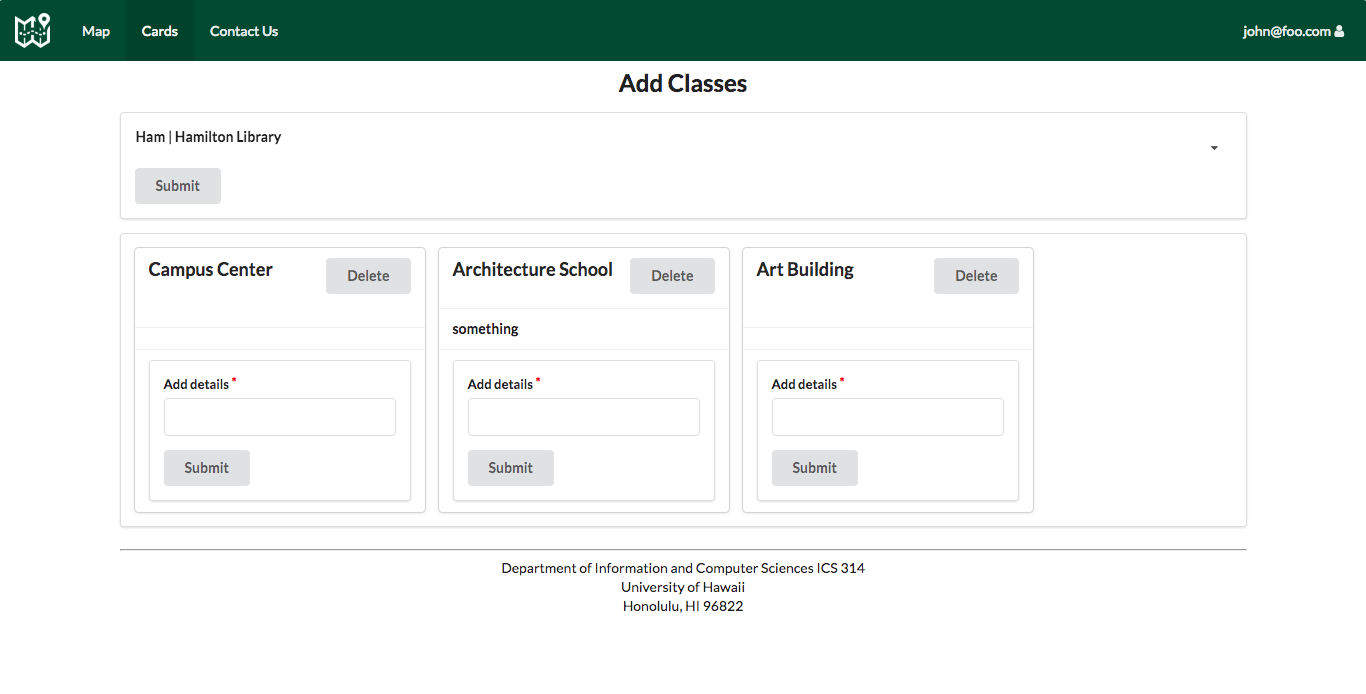 Map Cards Contact Us john@foo.com
Add Classes
Ham | Hamilton Library
Submit
Campus Center Delete
Architecture School Delete
something
Art Building Delete
Add details *
Submit
Add details *
Submit
Add details *
Submit
Department of Information and Computer Sciences ICS 314
University of Hawaii
Honolulu, HI 96822